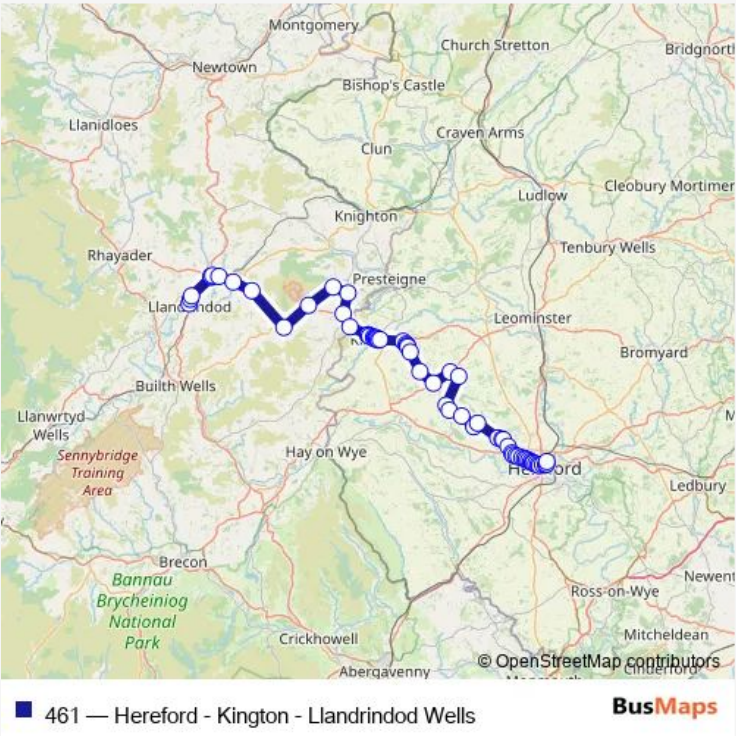 Montgomery
Church Stretton
Bridgnort
Newtown
Bishop's Castle
Llanidloes
Craven Arms
Clun
Cleobury Mortimer
Ludlow
Knighton
Tenbury Wells
Rhayader
Presteigne
Leominster
Bromyard
Builth Wells
Llanwrtyd
Wells
Sennybridge
Training
Area
Hay on Wye
Ledbury
Brecon
Newent
Bannau
Brycheiniog
National
Park
Ross-on-Wye
Crickhowell
Mitcheldean
© OpenStreetMap contributors
Abergavenny
461 — Hereford - Kington - Llandrindod Wells
BusMaps